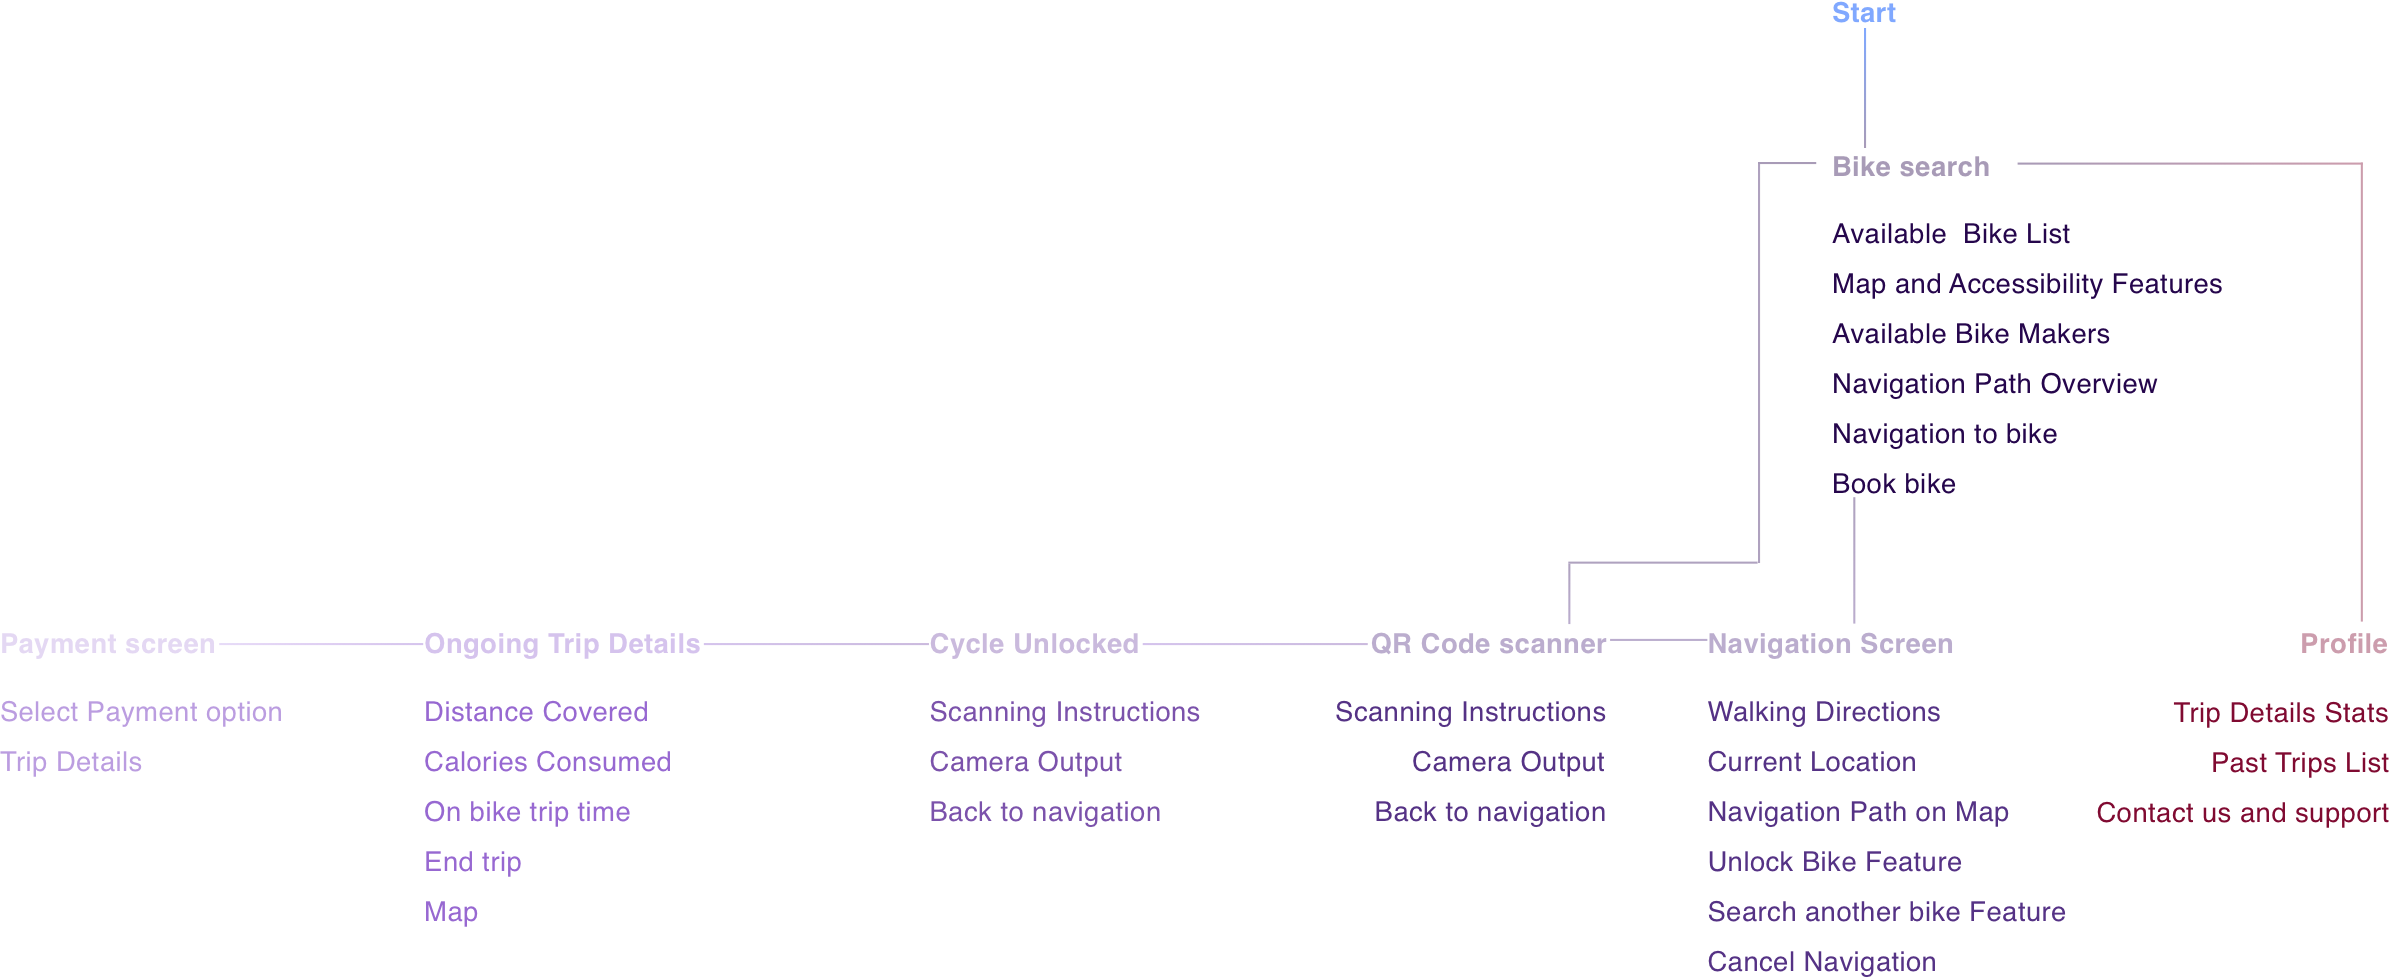 Start
Bike search
Available  Bike List
Map and Accessibility Features
Available Bike Makers
Navigation Path Overview
Navigation to bike
Book bike
Payment screen
Select Payment option
Trip Details
Ongoing Trip Details
Distance Covered
Calories Consumed
On bike trip time
End trip
Map
Cycle Unlocked
Scanning Instructions
Camera Output
Back to navigation
QR Code scanner
Scanning Instructions
Camera Output
Back to navigation
Navigation Screen
Walking Directions
Current Location
Navigation Path on Map
Unlock Bike Feature
Search another bike Feature
Cancel Navigation
Profile
Trip Details Stats
Past Trips List
Contact us and support